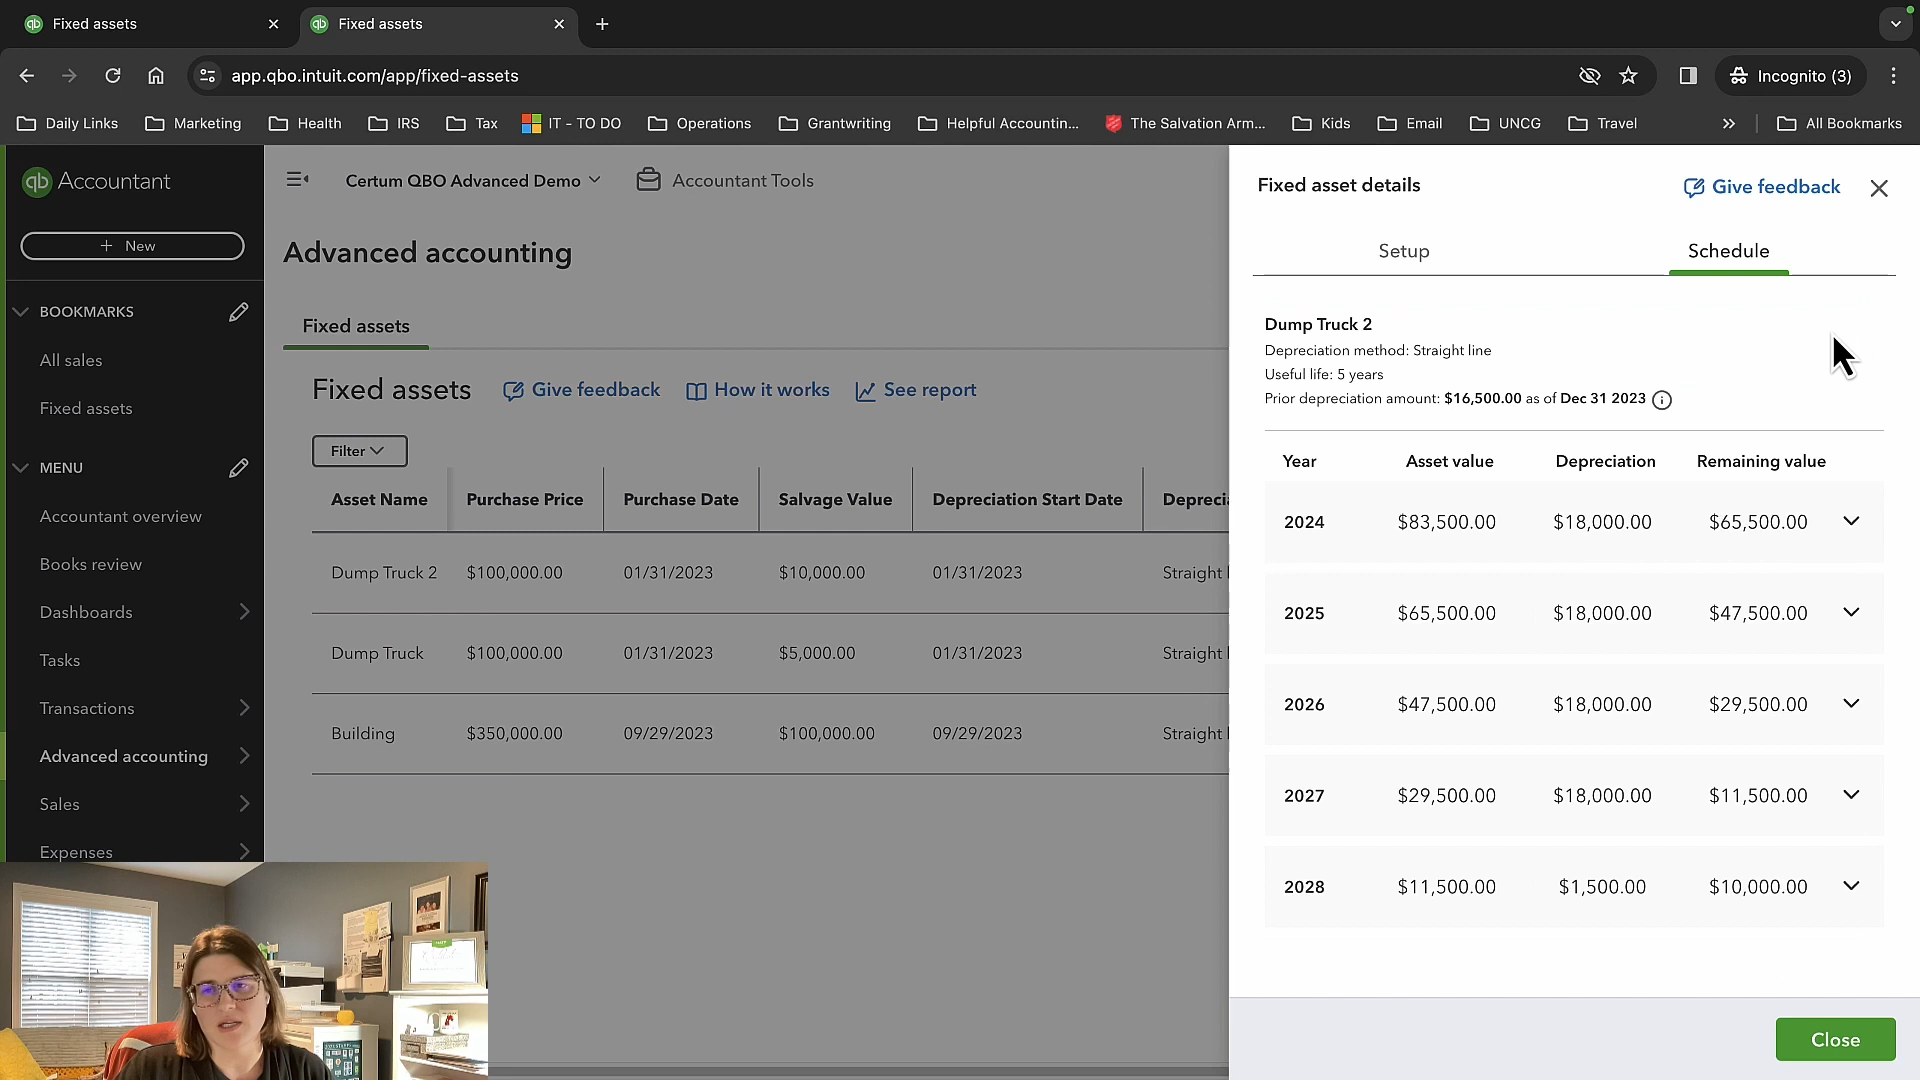 Fixed assets
Fixed assets
app.qbo.intuit.com/app/fixed-assets
Incognito (3)
Daily Links
Marketing
Health
IRS
Tax
IT - TO DO
Operations
Grantwriting
Helpful Accountin...
The Salvation Arm...
Kids
Email
UNCG
Travel
All Bookmarks
qb Accountant
+ New
BOOKMARKS
All sales
Fixed assets
MENU
Accountant overview
Books review
Dashboards
Tasks
Transactions
Advanced accounting
Sales
Expenses
Certum QBO Advanced Demo
Accountant Tools
Advanced accounting
Fixed assets
Fixed assets
Give feedback
How it works
See report
Filter
Asset Name Purchase Price Purchase Date Salvage Value Depreciation Start Date Depreci
Dump Truck 2 $100,000.00 01/31/2023 $10,000.00 01/31/2023 Straight l
Dump Truck $100,000.00 01/31/2023 $5,000.00 01/31/2023 Straight l
Building $350,000.00 09/29/2023 $100,000.00 09/29/2023 Straight l
Fixed asset details
Give feedback
Setup
Schedule
Dump Truck 2
Depreciation method: Straight line
Useful life: 5 years
Prior depreciation amount: $16,500.00 as of Dec 31 2023
Year Asset value Depreciation Remaining value
2024 $83,500.00 $18,000.00 $65,500.00
2025 $65,500.00 $18,000.00 $47,500.00
2026 $47,500.00 $18,000.00 $29,500.00
2027 $29,500.00 $18,000.00 $11,500.00
2028 $11,500.00 $1,500.00 $10,000.00
Close